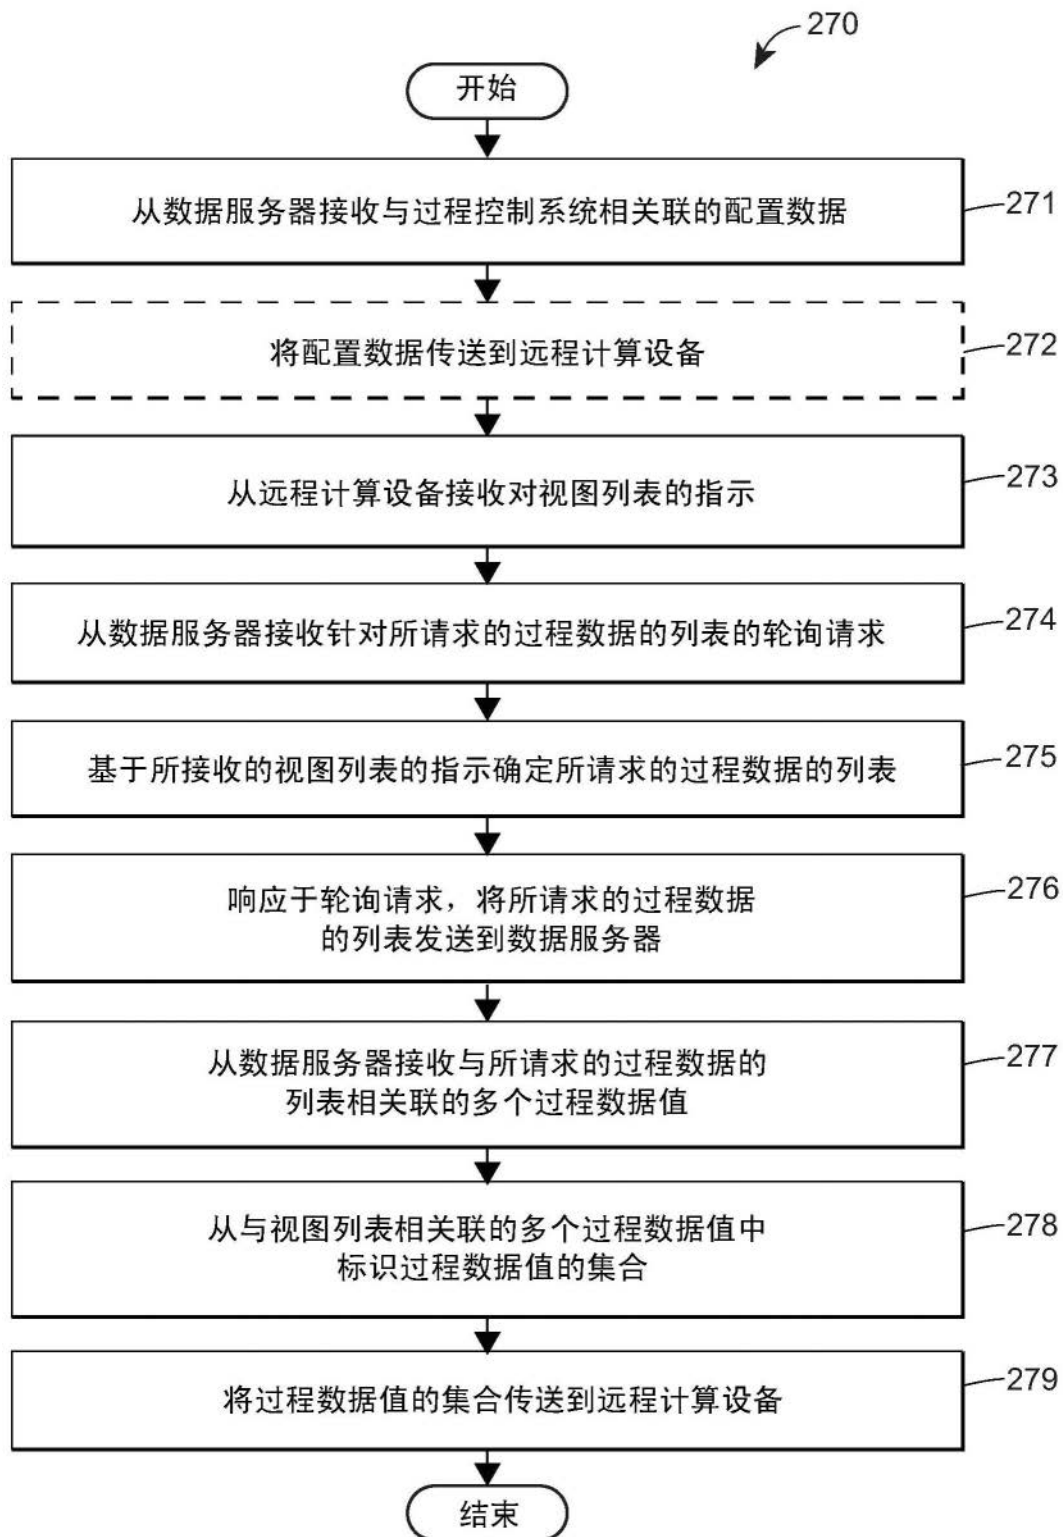 270
开始
从数据服务器接收与过程控制系统相关联的配置数据
271
将配置数据传送到远程计算设备
272
从远程计算设备接收对视图列表的指示
273
从数据服务器接收针对所请求的过程数据的列表的轮询请求
274
基于所接收的视图列表的指示确定所请求的过程数据的列表
275
响应于轮询请求，将所请求的过程数据
的列表发送到数据服务器
276
从数据服务器接收与所请求的过程数据的
列表相关联的多个过程数据值
277
从与视图列表相关联的多个过程数据值中
标识过程数据值的集合
278
将过程数据值的集合传送到远程计算设备
279
结束